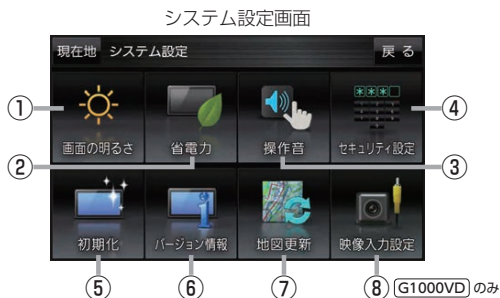 システム設定画面
現在地 システム設定 戻る
① ④
画面の明るさ 省電力 操作音 セキュリティ設定
② ③
初期化 バージョン情報 地図更新 映像入力設定
⑤ ⑥ ⑦ ⑧ G1000VD のみ